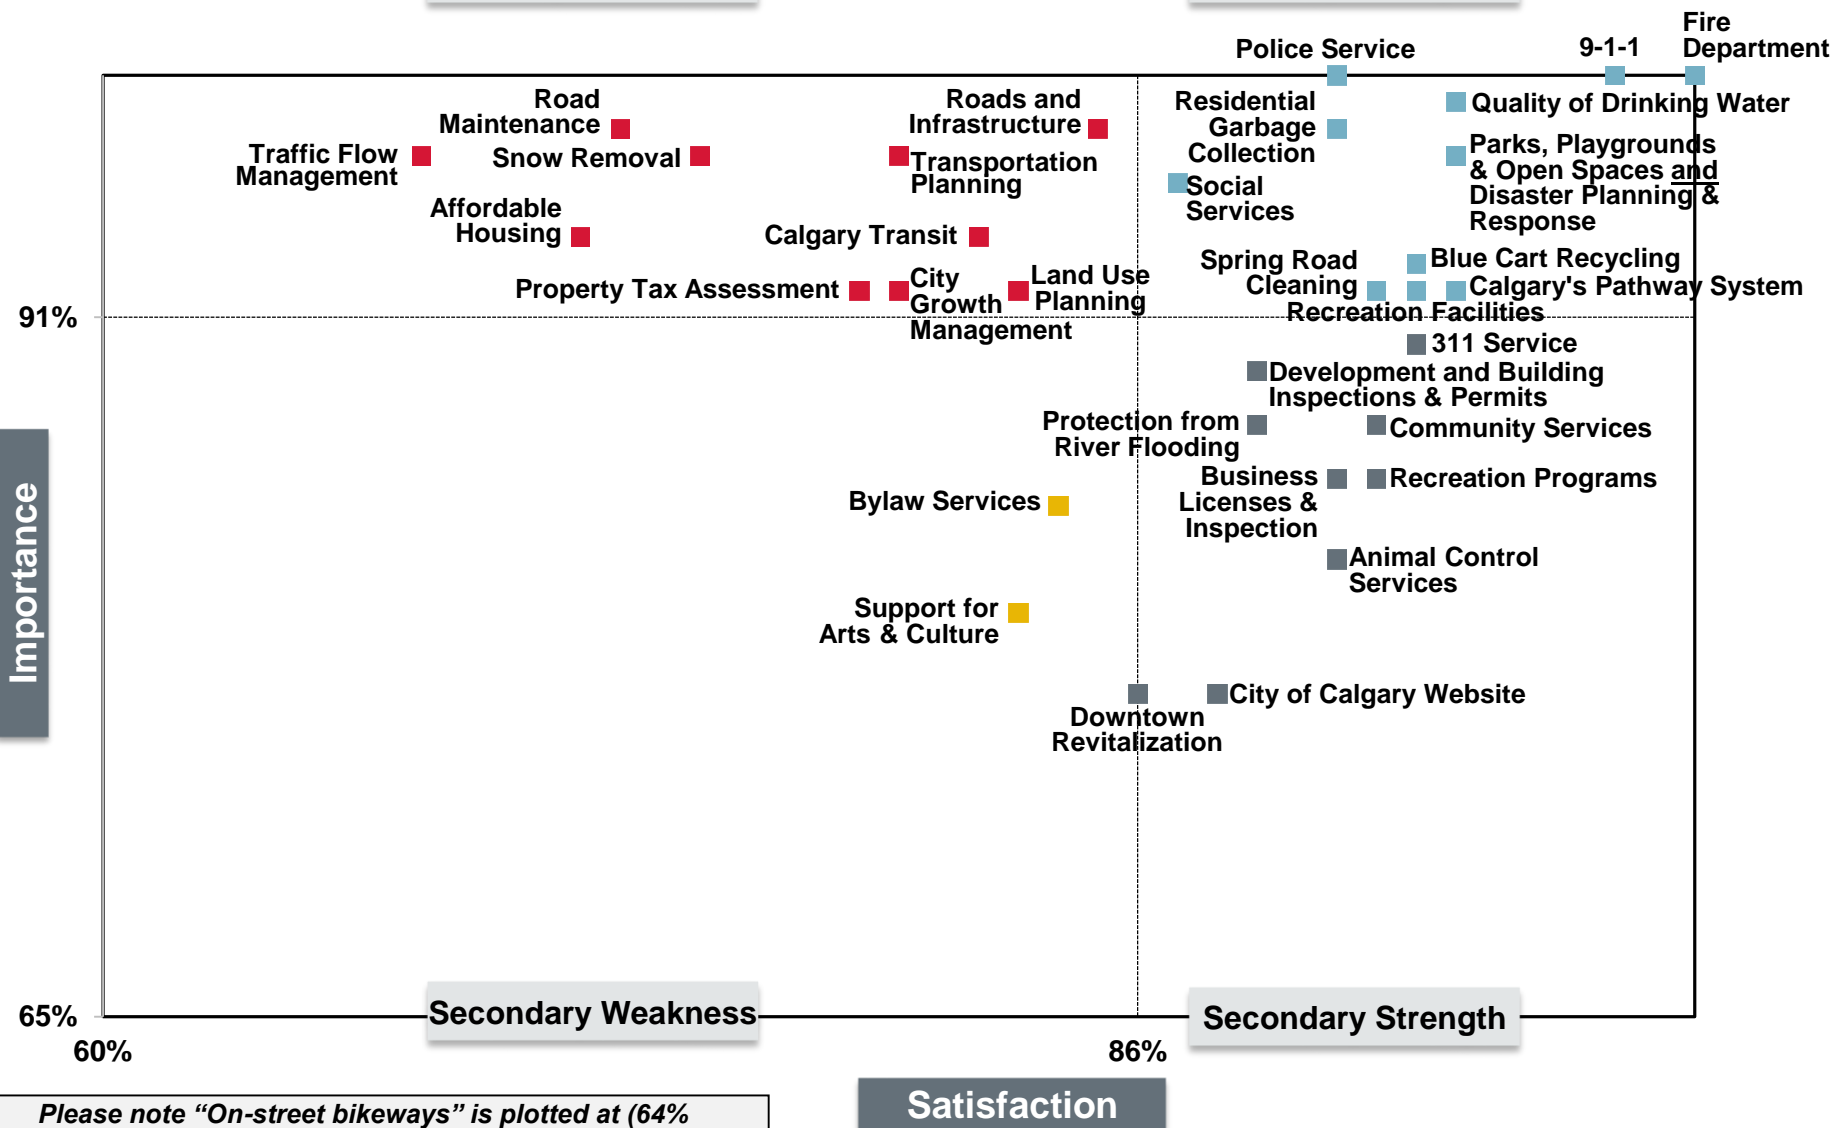 Fire
Department
9-1-1
Police Service
Quality of Drinking Water
Road
Maintenance
Roads and
Infrastructure
Residential
Garbage
Collection
Traffic Flow
Management
Snow Removal
Transportation
Planning
Parks, Playgrounds
& Open Spaces and
Disaster Planning &
Response
Social
Services
Affordable
Housing
Calgary Transit
Spring Road
Cleaning
Blue Cart Recycling
Property Tax Assessment
City
Growth
Management
Land Use
Planning
Calgary's Pathway System
Recreation Facilities
91%
311 Service
Development and Building
Inspections & Permits
Protection from
River Flooding
Community Services
Business
Licenses &
Inspection
Recreation Programs
Bylaw Services
Animal Control
Services
Importance
Support for
Arts & Culture
City of Calgary Website
Downtown
Revitalization
Secondary Weakness
Secondary Strength
65%
60%
86%
Satisfaction
Please note “On-street bikeways” is plotted at (64%